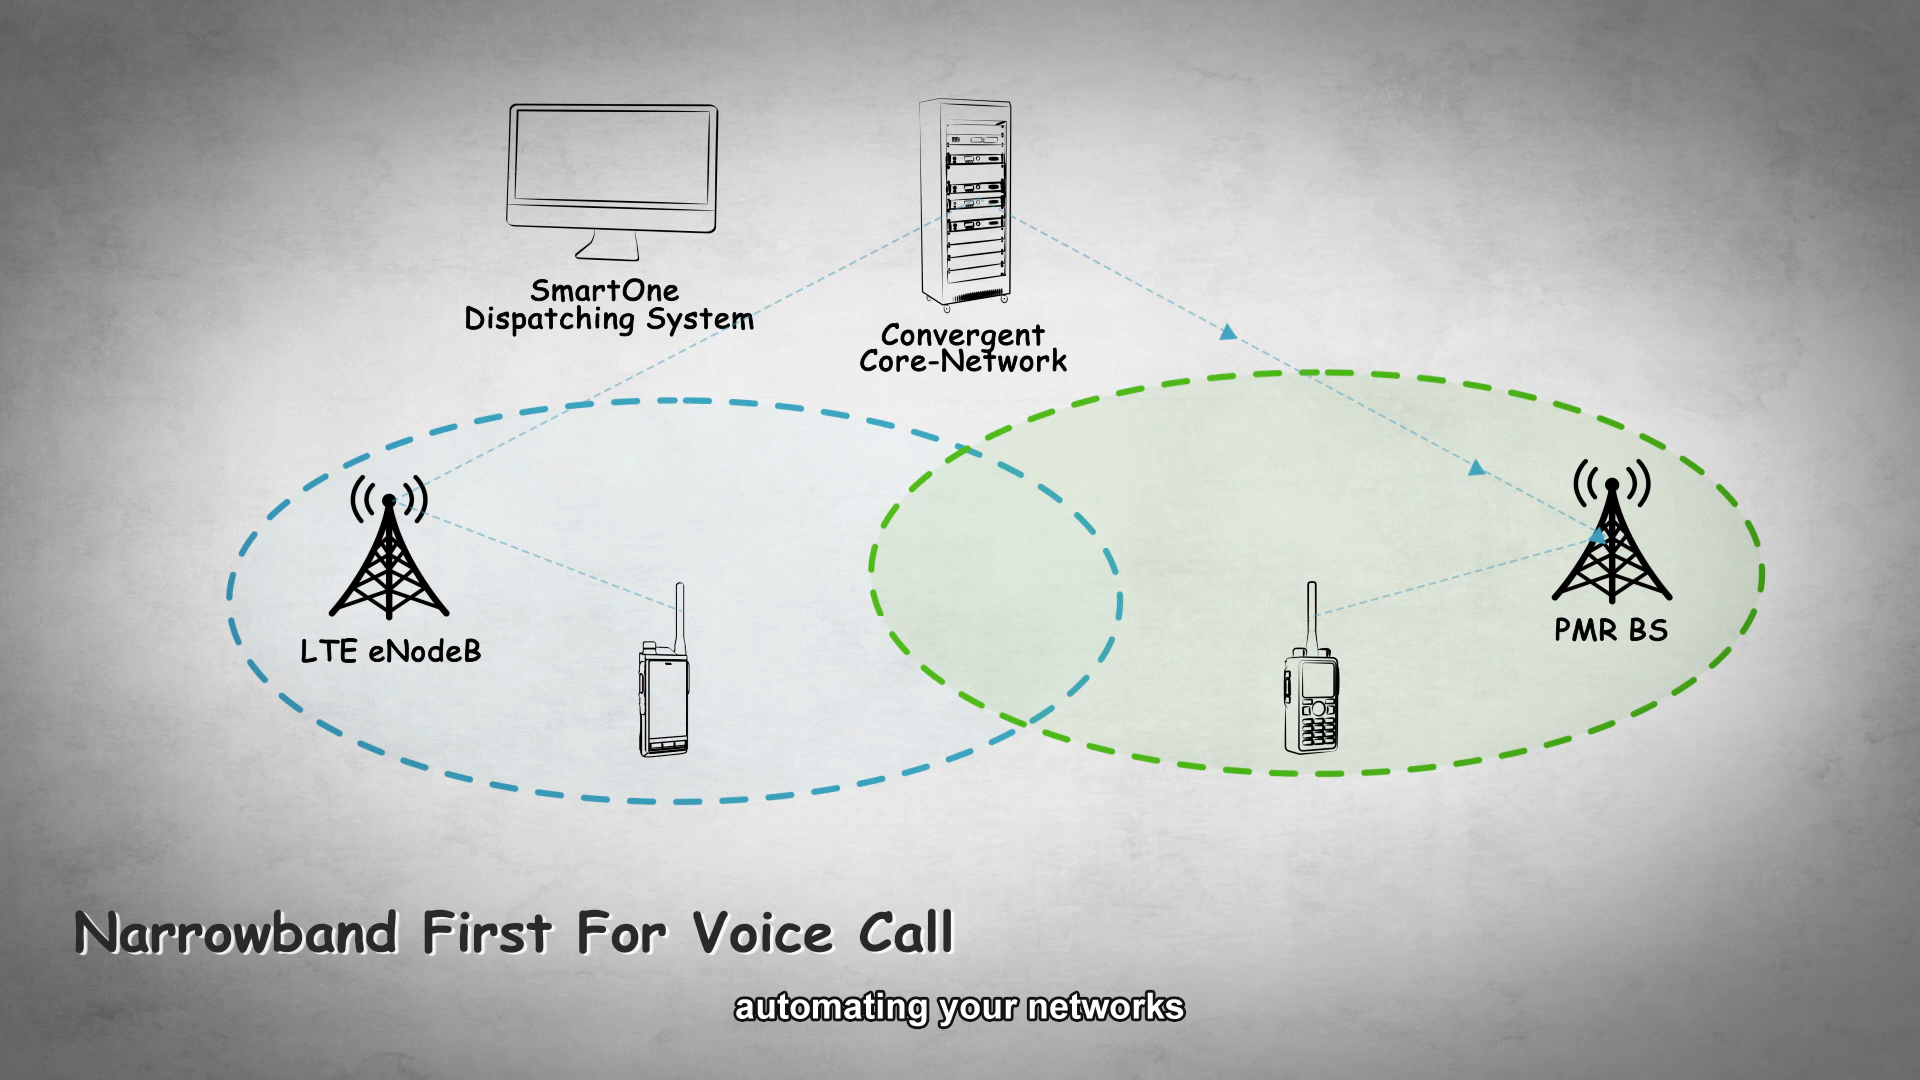 SmartOne
Dispatching System
Convergent
Core-Network
LTE eNodeB
PMR BS
Narrowband First For Voice Call
automating your networks